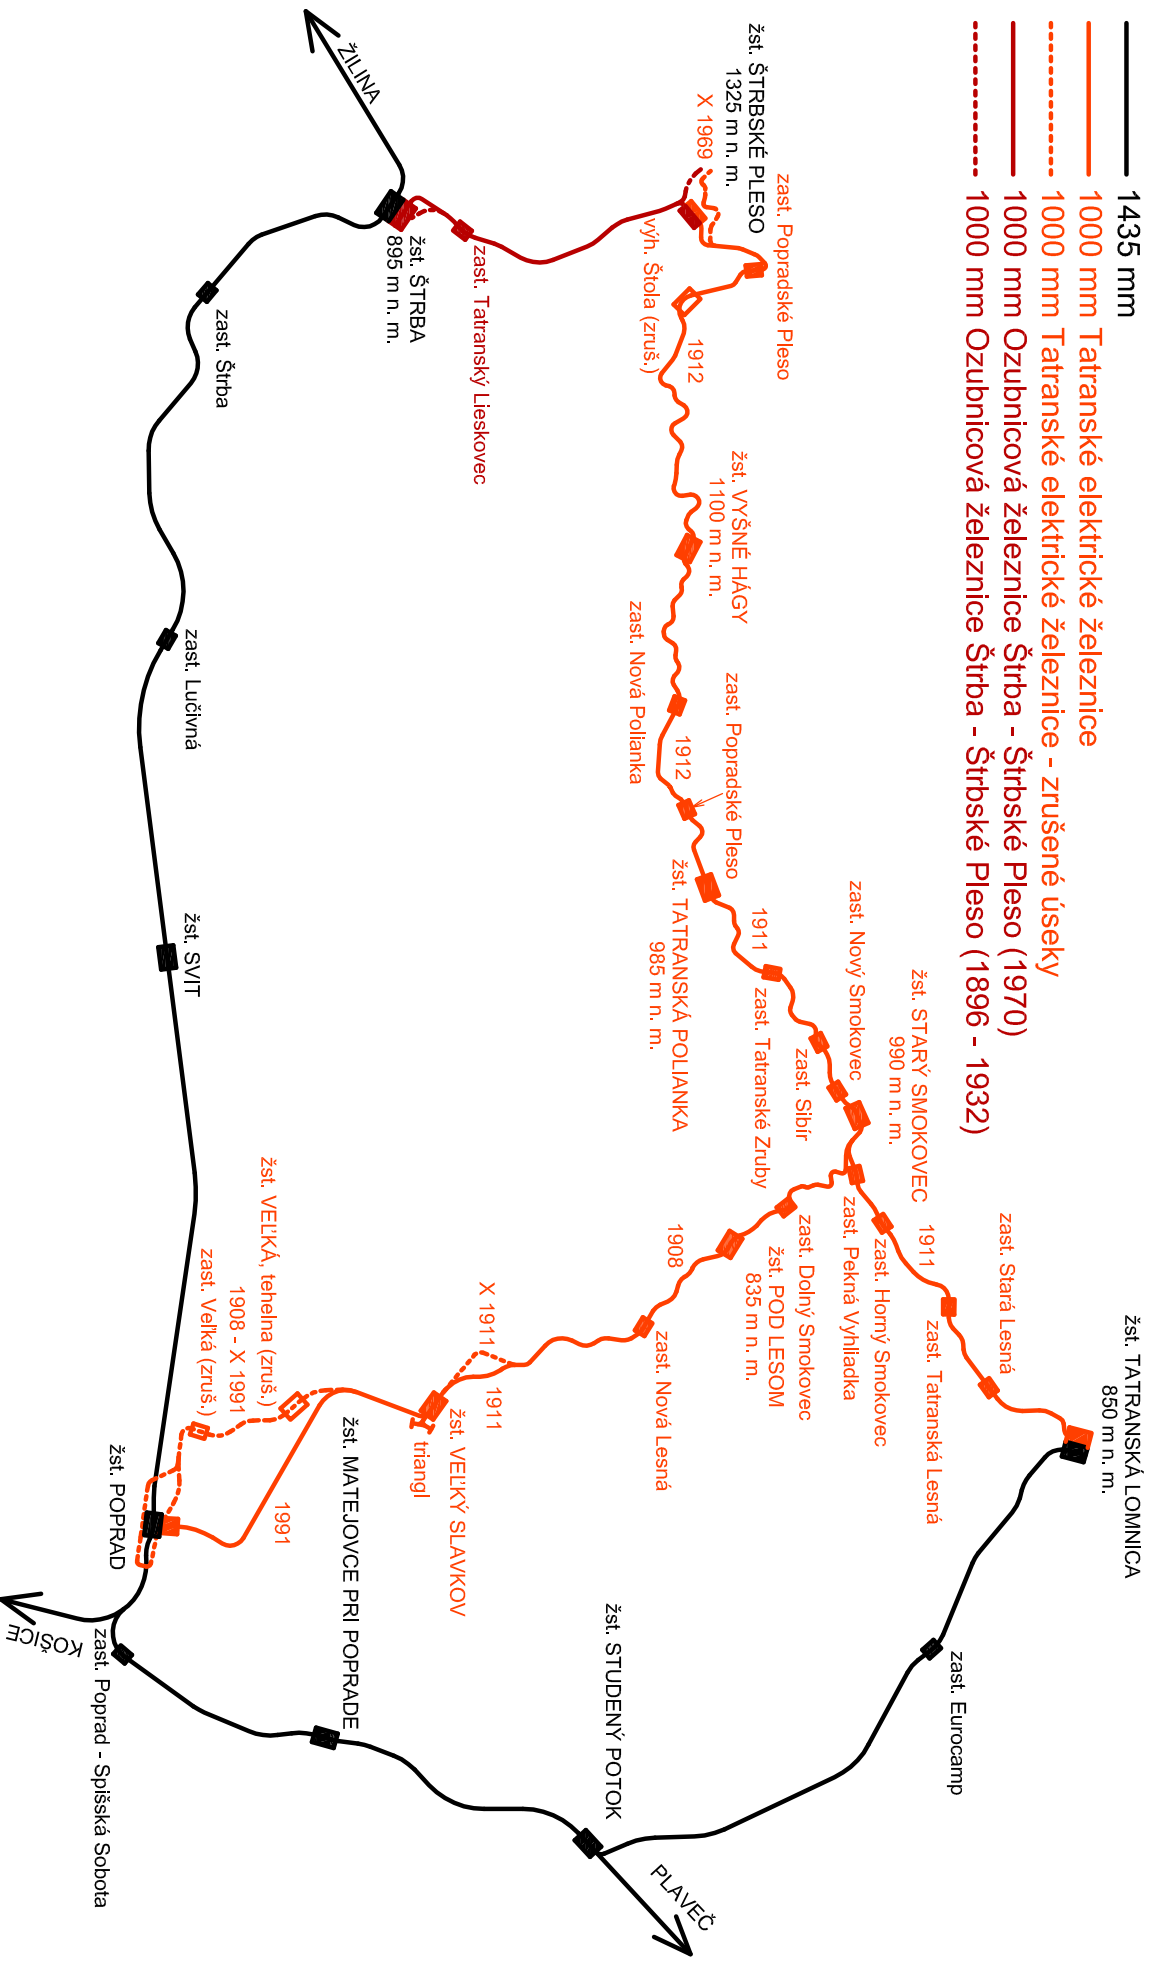 1435 mm
1000 mm Tatranské elektrické železnice
1000 mm Tatranské elektrické železnice - zrušené úseky
1000 mm Ozubnicová železnice Štrba - Štrbské Pleso (1970)
1000 mm Ozubnicová železnice Štrba - Štrbské Pleso (1896 - 1932)
žst. TATRANSKÁ LOMNICA
850 m n. m.
zast. Stará Lesná
zast. Tatranská Lesná
1911
žst. STARÝ SMOKOVEC
990 m n. m.
zast. Horný Smokovec
zast. Pekná Vyhliadka
zast. Nový Smokovec
zast. Sibír
zast. Tatranské Zruby
1911
zast. Dolný Smokovec
žst. POD LESOM
835 m n. m.
žst. TATRANSKÁ POLIANKA
985 m n. m.
zast. Popradské Pleso
1912
zast. Nová Polianka
žst. VYŠNÉ HÁGY
1100 m n. m.
1912
výh. Štola (zruš.)
zast. Popradské Pleso
žst. ŠTRBSKÉ PLESO
1325 m n. m.
X 1969
zast. Eurocamp
1908
zast. Nová Lesná
X 1911
1911
žst. VEĽKÝ SLAVKOV
triangl
žst. STUDENÝ POTOK
PLAVEČ
zast. Tatranský Lieskovec
žst. ŠTRBA
895 m n. m.
ŽILINA
zast. Štrba
zast. Lučivná
žst. SVIT
žst. VEĽKÁ, tehelna (zruš.)
1908 - X 1991
zast. Veľká (zruš.)
1991
žst. MATEJOVCE PRI POPRADE
žst. POPRAD
zast. Poprad - Spišská Sobota
KOŠICE